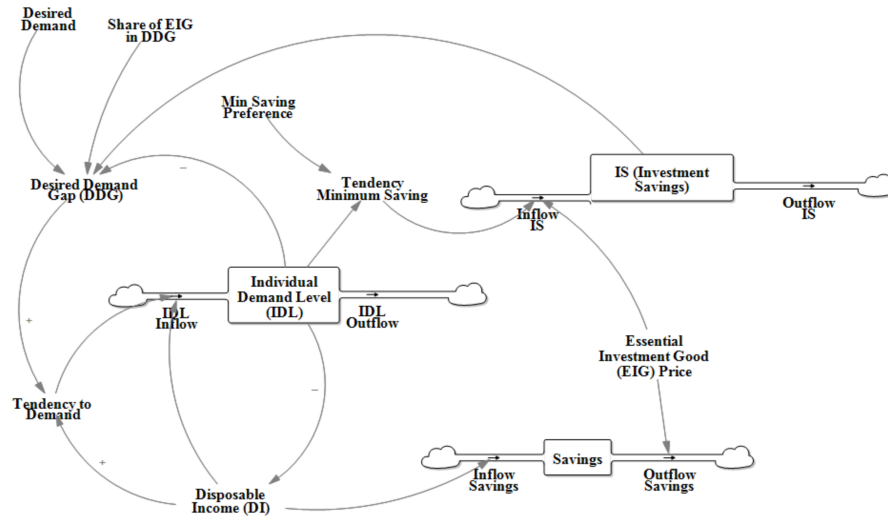 Desired
Demand
Share of EIG
in DDG
Min Saving
Preference
–
Desired Demand
Gap (DDG)
Tendency
Minimum Saving
IS (Investment
Savings)
Inflow
IS
Outflow
IS
Individual
Demand Level
(IDL)
IDL
Inflow
IDL
Outflow
+
Essential
Investment Good
(EIG) Price
–
Tendency to
Demand
+
Savings
Inflow
Savings
Outflow
Savings
Disposable
Income (DI)